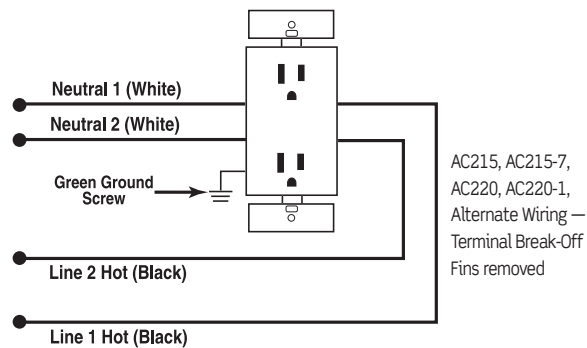 Neutral 1 (White)
Neutral 2 (White)
Green Ground
Screw
Line 2 Hot (Black)
Line 1 Hot (Black)
AC215, AC215-7,
AC220, AC220-1,
Alternate Wiring —
Terminal Break-Off
Fins removed